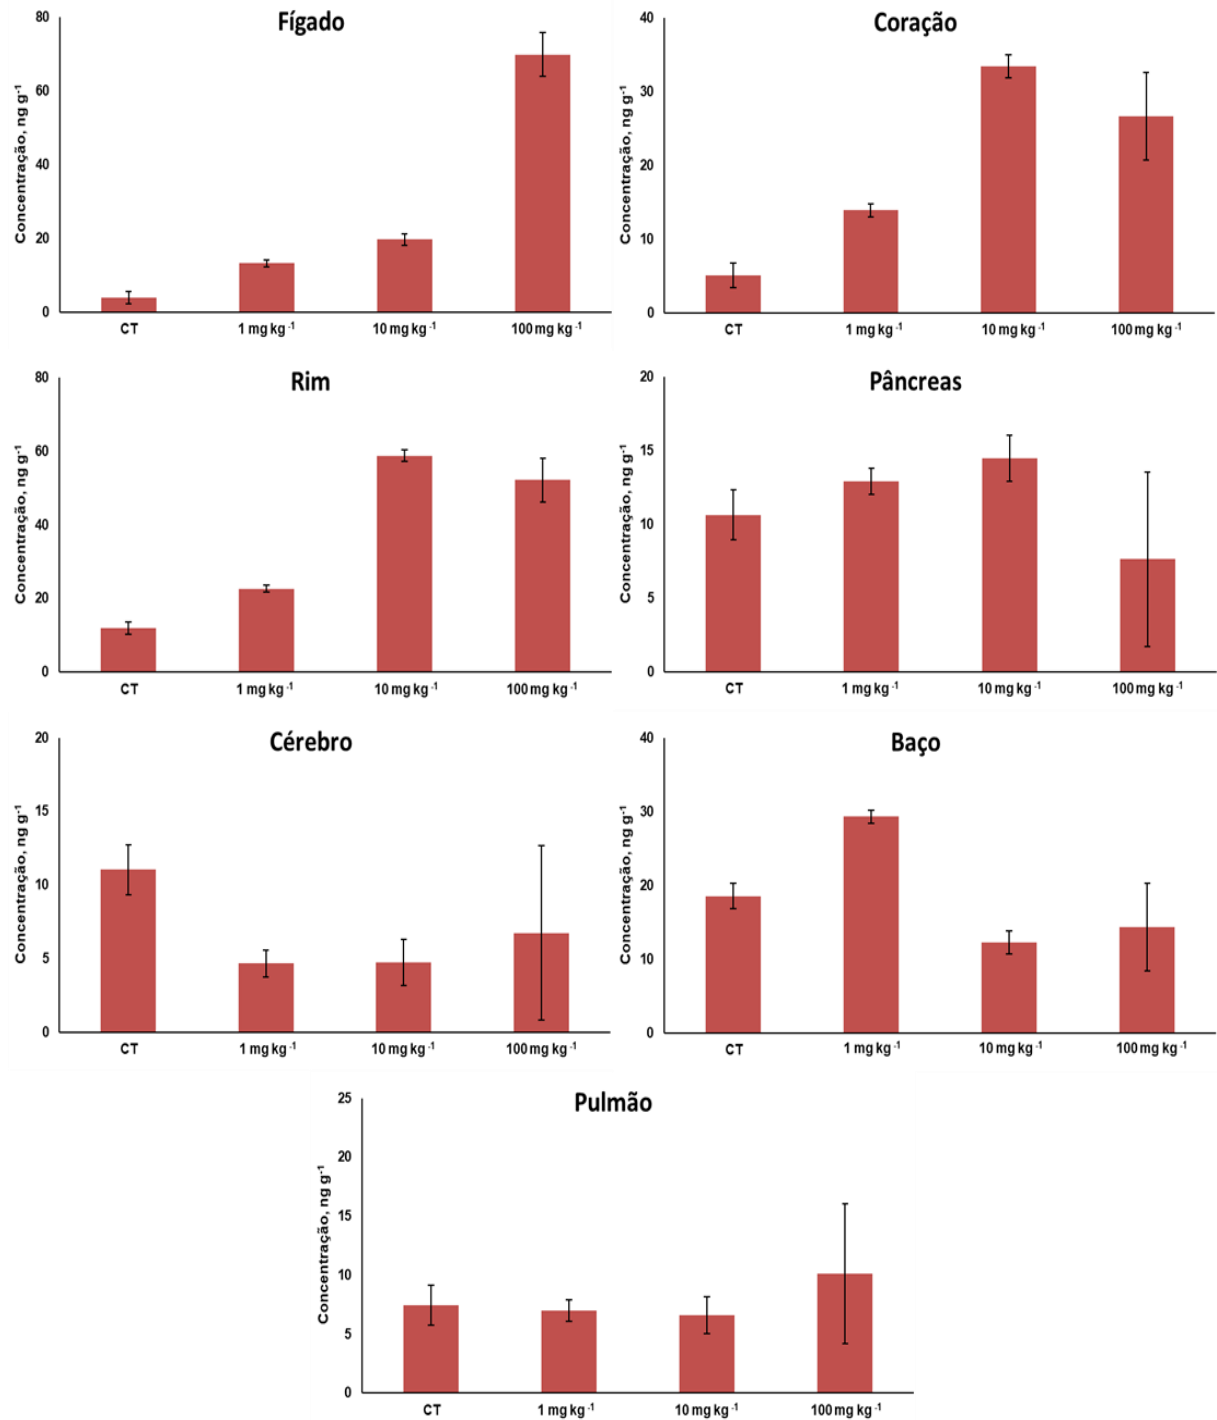 Fígado
Concentração, ng g⁻¹
80
60
40
20
0
CT 1 mg kg⁻¹ 10 mg kg⁻¹ 100 mg kg⁻¹
Coração
Concentração, ng g⁻¹
40
30
20
10
0
CT 1 mg kg⁻¹ 10 mg kg⁻¹ 100 mg kg⁻¹
Rim
Concentração, ng g⁻¹
80
60
40
20
0
CT 1 mg kg⁻¹ 10 mg kg⁻¹ 100 mg kg⁻¹
Pâncreas
Concentração, ng g⁻¹
20
15
10
5
0
CT 1 mg kg⁻¹ 10 mg kg⁻¹ 100 mg kg⁻¹
Cérebro
Concentração, ng g⁻¹
20
15
10
5
0
CT 1 mg kg⁻¹ 10 mg kg⁻¹ 100 mg kg⁻¹
Baço
Concentração, ng g⁻¹
40
30
20
10
0
CT 1 mg kg⁻¹ 10 mg kg⁻¹ 100 mg kg⁻¹
Pulmão
Concentração, ng g⁻¹
25
20
15
10
5
0
CT 1 mg kg⁻¹ 10 mg kg⁻¹ 100 mg kg⁻¹